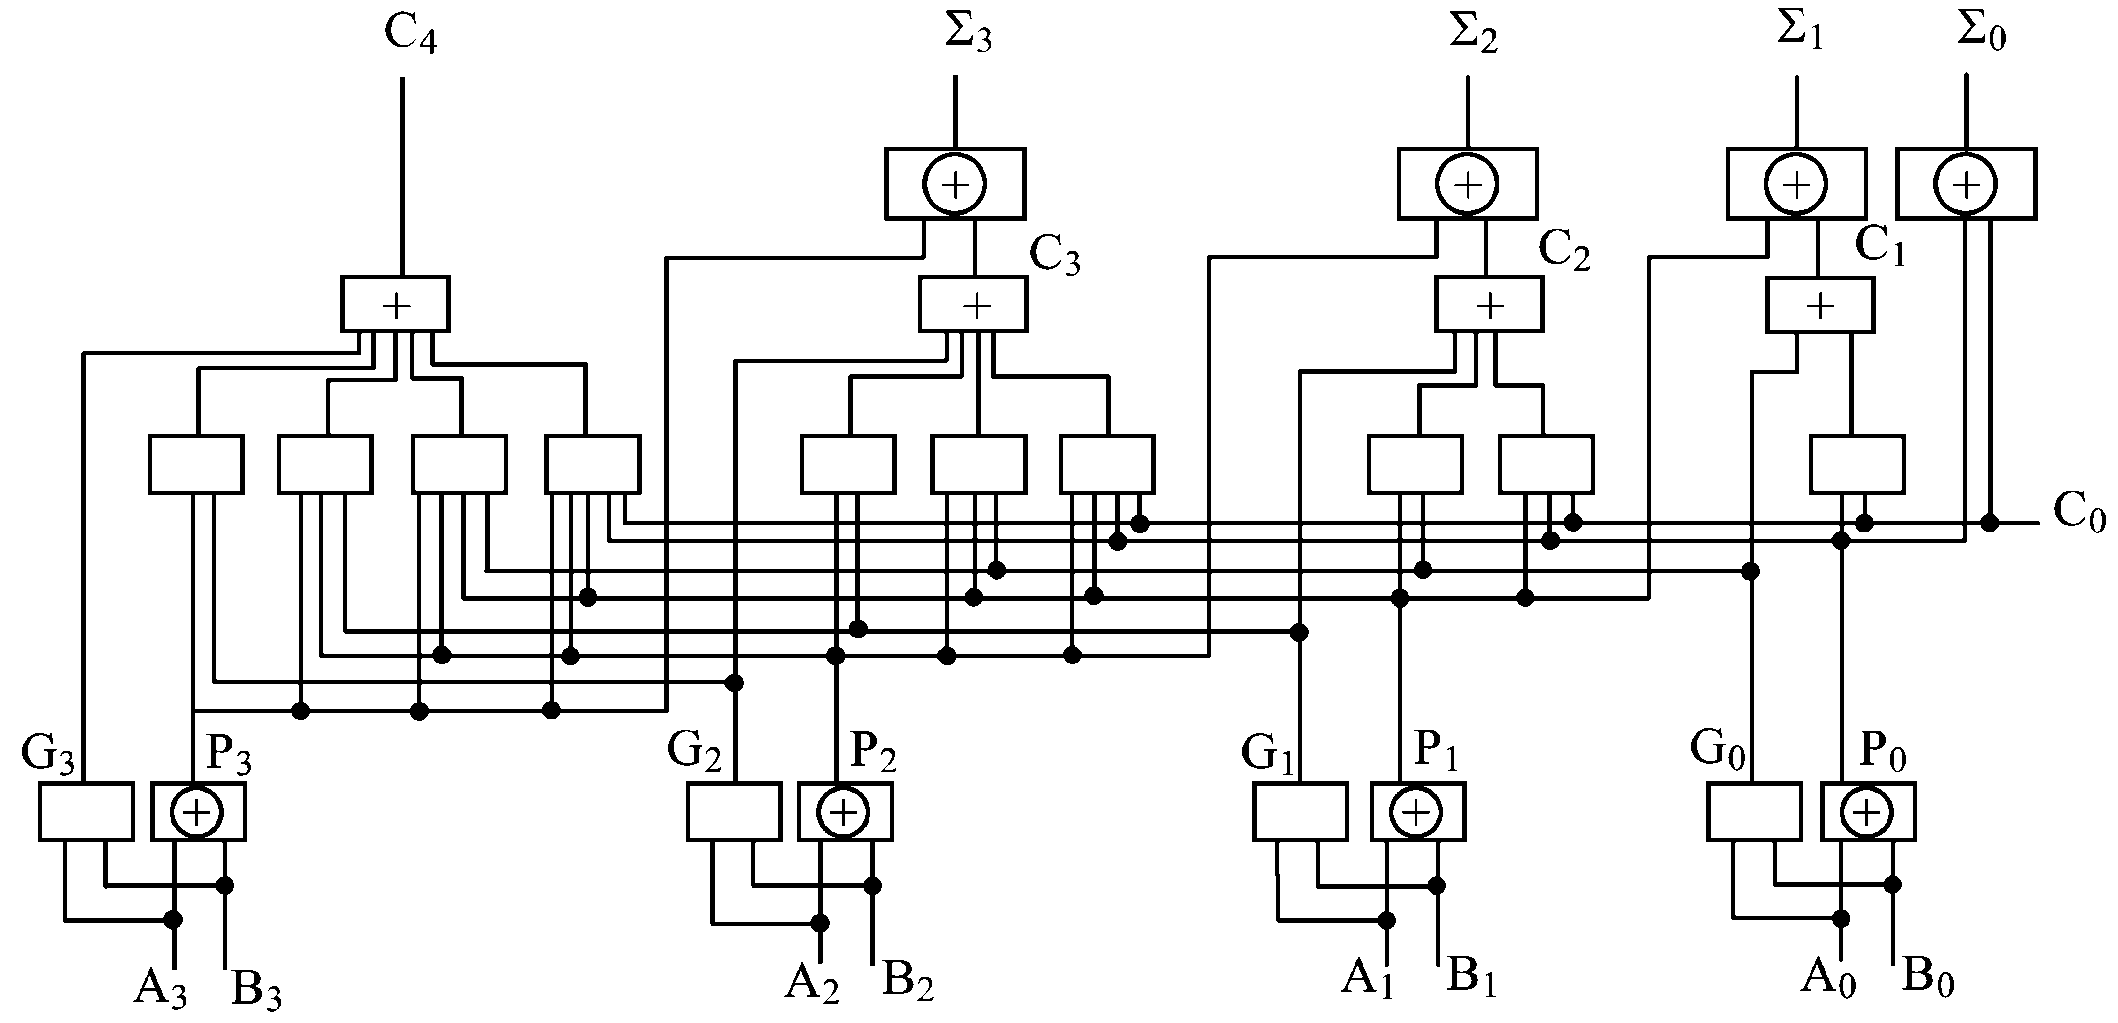 C₄ Σ₃ Σ₂ Σ₁ Σ₀
+ + + +
C₃ C₂ C₁
+ + + +
C₀
G₃ P₃ G₂ P₂ G₁ P₁ G₀ P₀
+ + + +
A₃ B₃ A₂ B₂ A₁ B₁ A₀ B₀